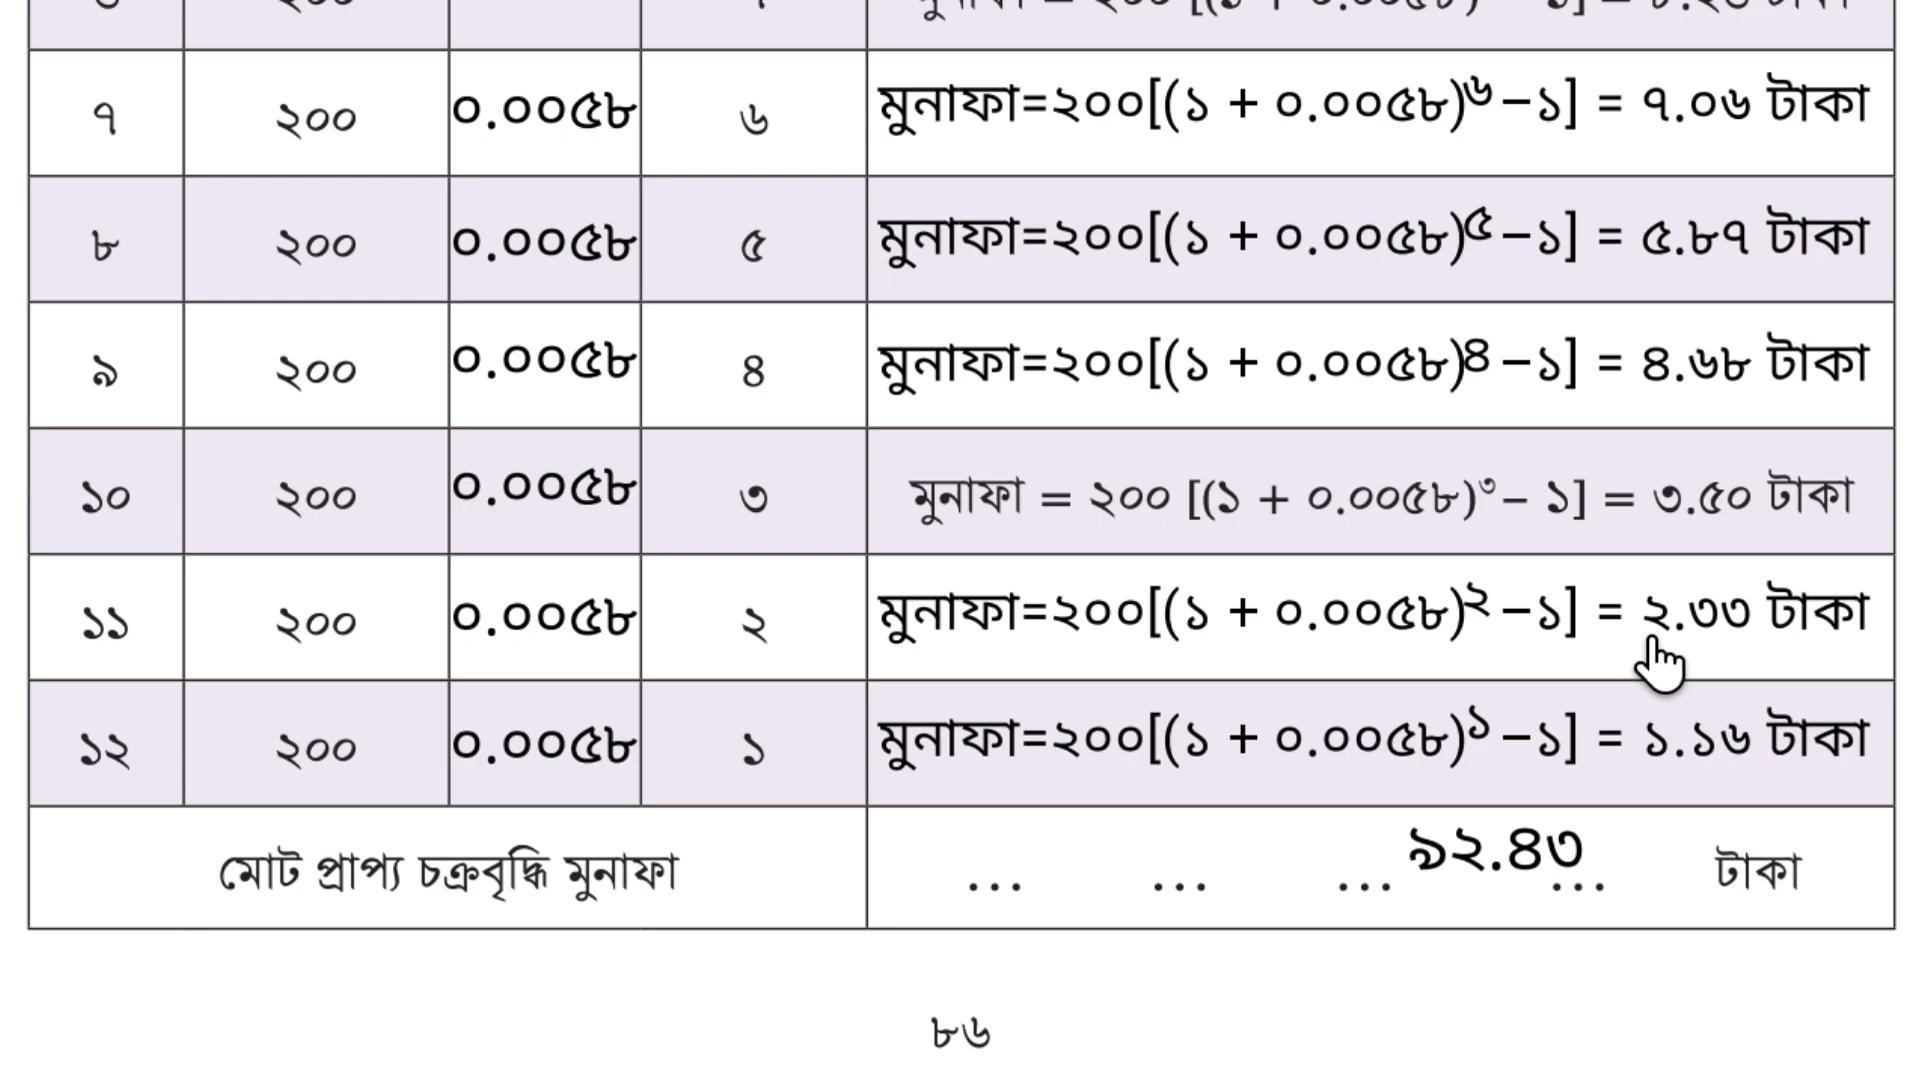 ৭ ২০০ ০.০০৫৮ ৬ মুনাফা=২০০[(১ + ০.০০৫৮)^৬ −১] = ৭.০৬ টাকা
৮ ২০০ ০.০০৫৮ ৫ মুনাফা=২০০[(১ + ০.০০৫৮)^৫ −১] = ৫.৮৭ টাকা
৯ ২০০ ০.০০৫৮ ৪ মুনাফা=২০০[(১ + ০.০০৫৮)^৪ −১] = ৪.৬৮ টাকা
১০ ২০০ ০.০০৫৮ ৩ মুনাফা = ২০০ [(১ + ০.০০৫৮)^৩ – ১] = ৩.৫০ টাকা
১১ ২০০ ০.০০৫৮ ২ মুনাফা=২০০[(১ + ০.০০৫৮)^২ −১] = ২.৩৩ টাকা
১২ ২০০ ০.০০৫৮ ১ মুনাফা=২০০[(১ + ০.০০৫৮)^১ −১] = ১.১৬ টাকা
মোট প্রাপ্য চক্রবৃদ্ধি মুনাফা ... ... ... ৯২.৪৩ ... টাকা
৮৬